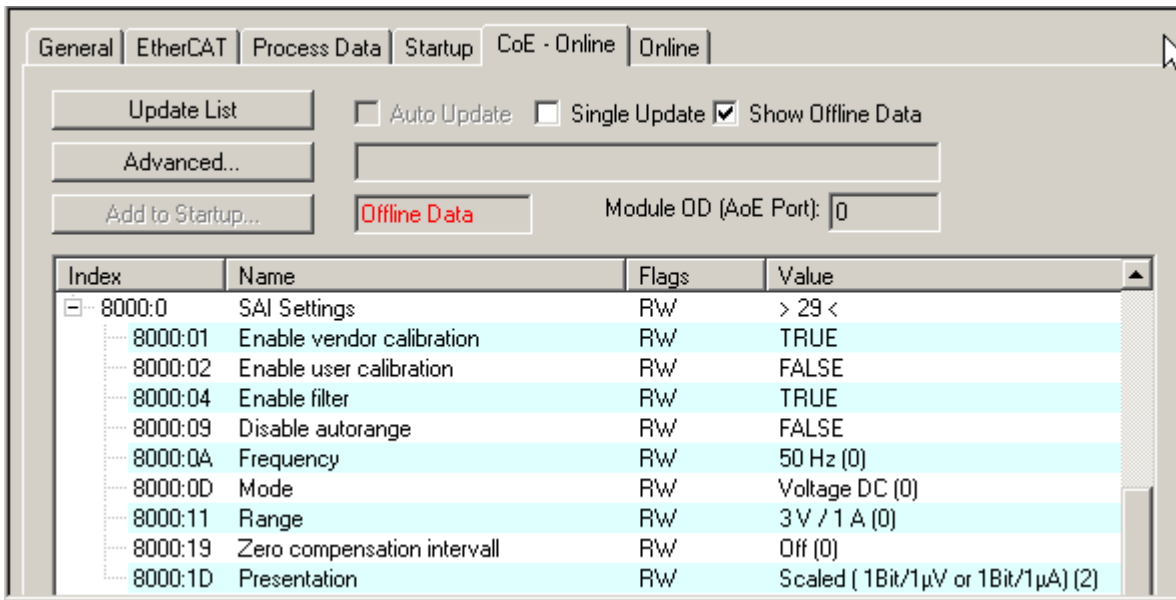 General EtherCAT Process Data Startup CoE - Online Online
Update List Auto Update Single Update Show Offline Data
Advanced...
Add to Startup... Offline Data Module OD (AoE Port): 0
Index Name Flags Value
8000:0 SAI Settings RW > 29 <
8000:01 Enable vendor calibration RW TRUE
8000:02 Enable user calibration RW FALSE
8000:04 Enable filter RW TRUE
8000:09 Disable autorange RW FALSE
8000:0A Frequency RW 50 Hz (0)
8000:0D Mode RW Voltage DC (0)
8000:11 Range RW 3 V / 1 A (0)
8000:19 Zero compensation intervall RW Off (0)
8000:1D Presentation RW Scaled ( 1Bit/1µV or 1Bit/1µA) (2)